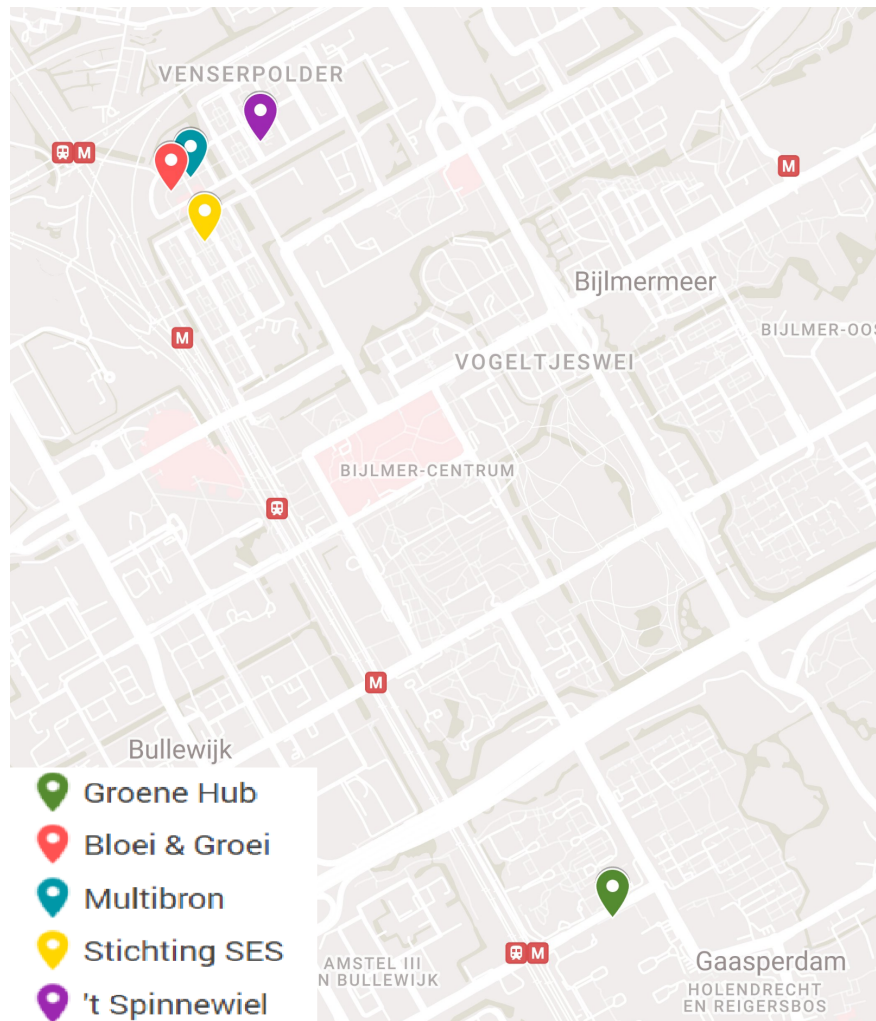 VENSERPOLDER
M
M
Bijlmermeer
BIJLMER-OOS
M
VOGELTJESWEI
BIJLMER-CENTRUM
M
Bullewijk
Groene Hub
Bloei & Groei
Multibron
Stichting SES
't Spinnewiel
M
AMSTEL III
N BULLEWIJK
Gaasperdam
HOLENDRECHT
EN REIGERSBOS